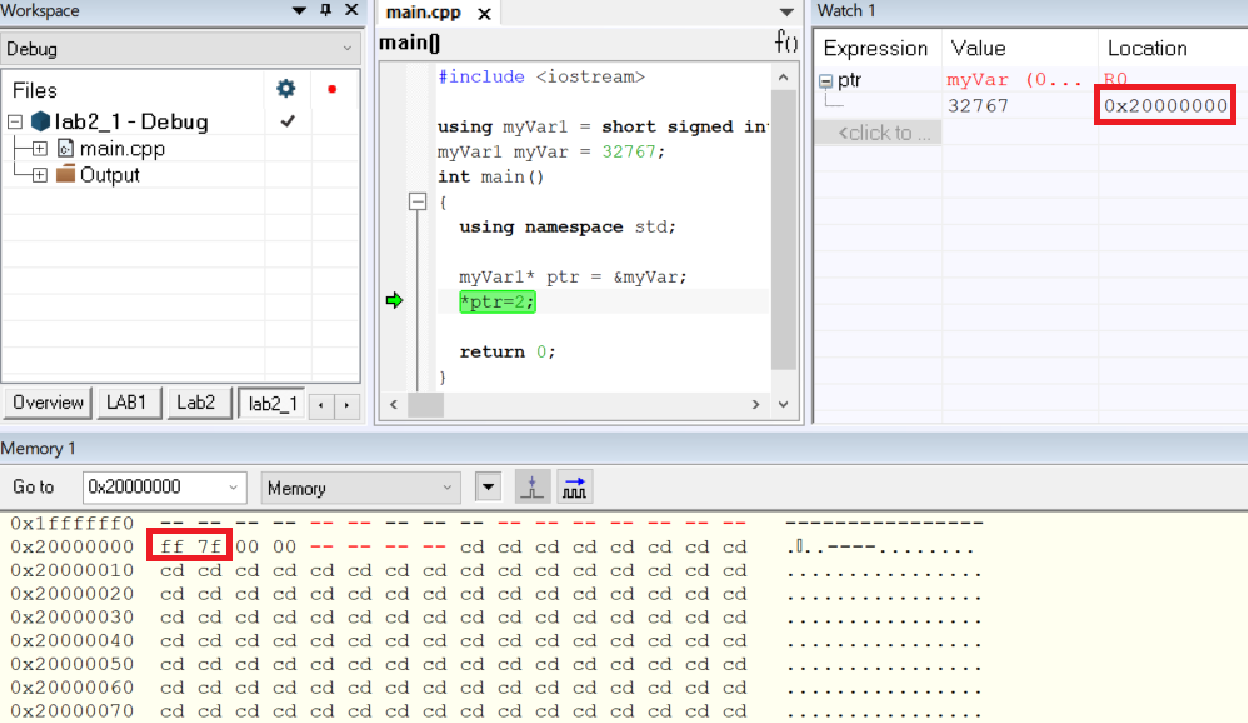 Workspace
Debug
Files
lab2_1 - Debug
main.cpp
Output
Overview LAB1 Lab2 lab2_1
main.cpp
main() f()
#include <iostream>
using myVar1 = short signed in
myVar1 myVar = 32767;
int main()
{
using namespace std;
myVar1* ptr = &myVar;
*ptr=2;
return 0;
}
Watch 1
Expression Value Location
ptr myVar (0... R0
32767 0x20000000
<click to ...
Memory 1
Go to 0x20000000 Memory
0x1ffffff0 -- -- -- -- -- -- -- -- -- -- -- -- -- -- -- -- ----------------
0x20000000 ff 7f 00 00 -- -- -- -- cd cd cd cd cd cd cd cd .▯..----........
0x20000010 cd cd cd cd cd cd cd cd cd cd cd cd cd cd cd cd ................
0x20000020 cd cd cd cd cd cd cd cd cd cd cd cd cd cd cd cd ................
0x20000030 cd cd cd cd cd cd cd cd cd cd cd cd cd cd cd cd ................
0x20000040 cd cd cd cd cd cd cd cd cd cd cd cd cd cd cd cd ................
0x20000050 cd cd cd cd cd cd cd cd cd cd cd cd cd cd cd cd ................
0x20000060 cd cd cd cd cd cd cd cd cd cd cd cd cd cd cd cd ................
0x20000070 cd cd cd cd cd cd cd cd cd cd cd cd cd cd cd cd ................